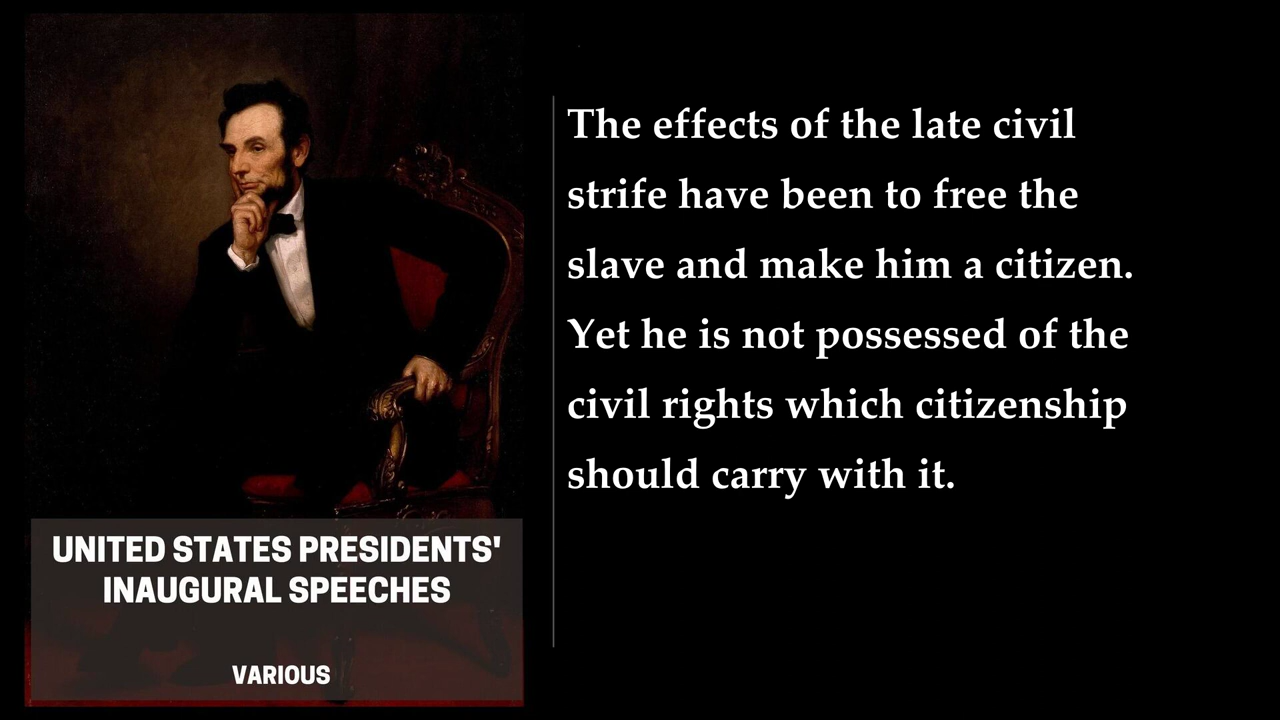 The effects of the late civil
strife have been to free the
slave and make him a citizen.
Yet he is not possessed of the
civil rights which citizenship
should carry with it.
UNITED STATES PRESIDENTS'
INAUGURAL SPEECHES
VARIOUS